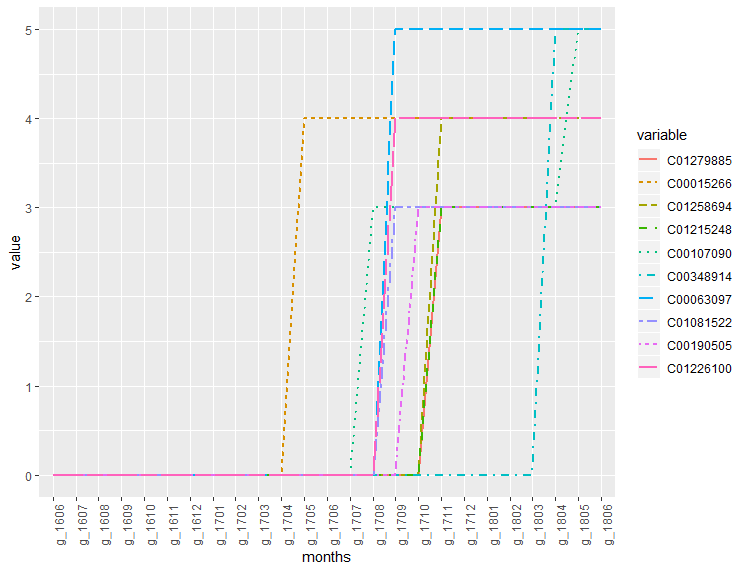 5
4
3
2
1
0
value
g_1606
g_1607
g_1608
g_1609
g_1610
g_1611
g_1612
g_1701
g_1702
g_1703
g_1704
g_1705
g_1706
g_1707
g_1708
g_1709
g_1710
g_1711
g_1712
g_1801
g_1802
g_1803
g_1804
g_1805
g_1806
months
variable
C01279885
C00015266
C01258694
C01215248
C00107090
C00348914
C00063097
C01081522
C00190505
C01226100